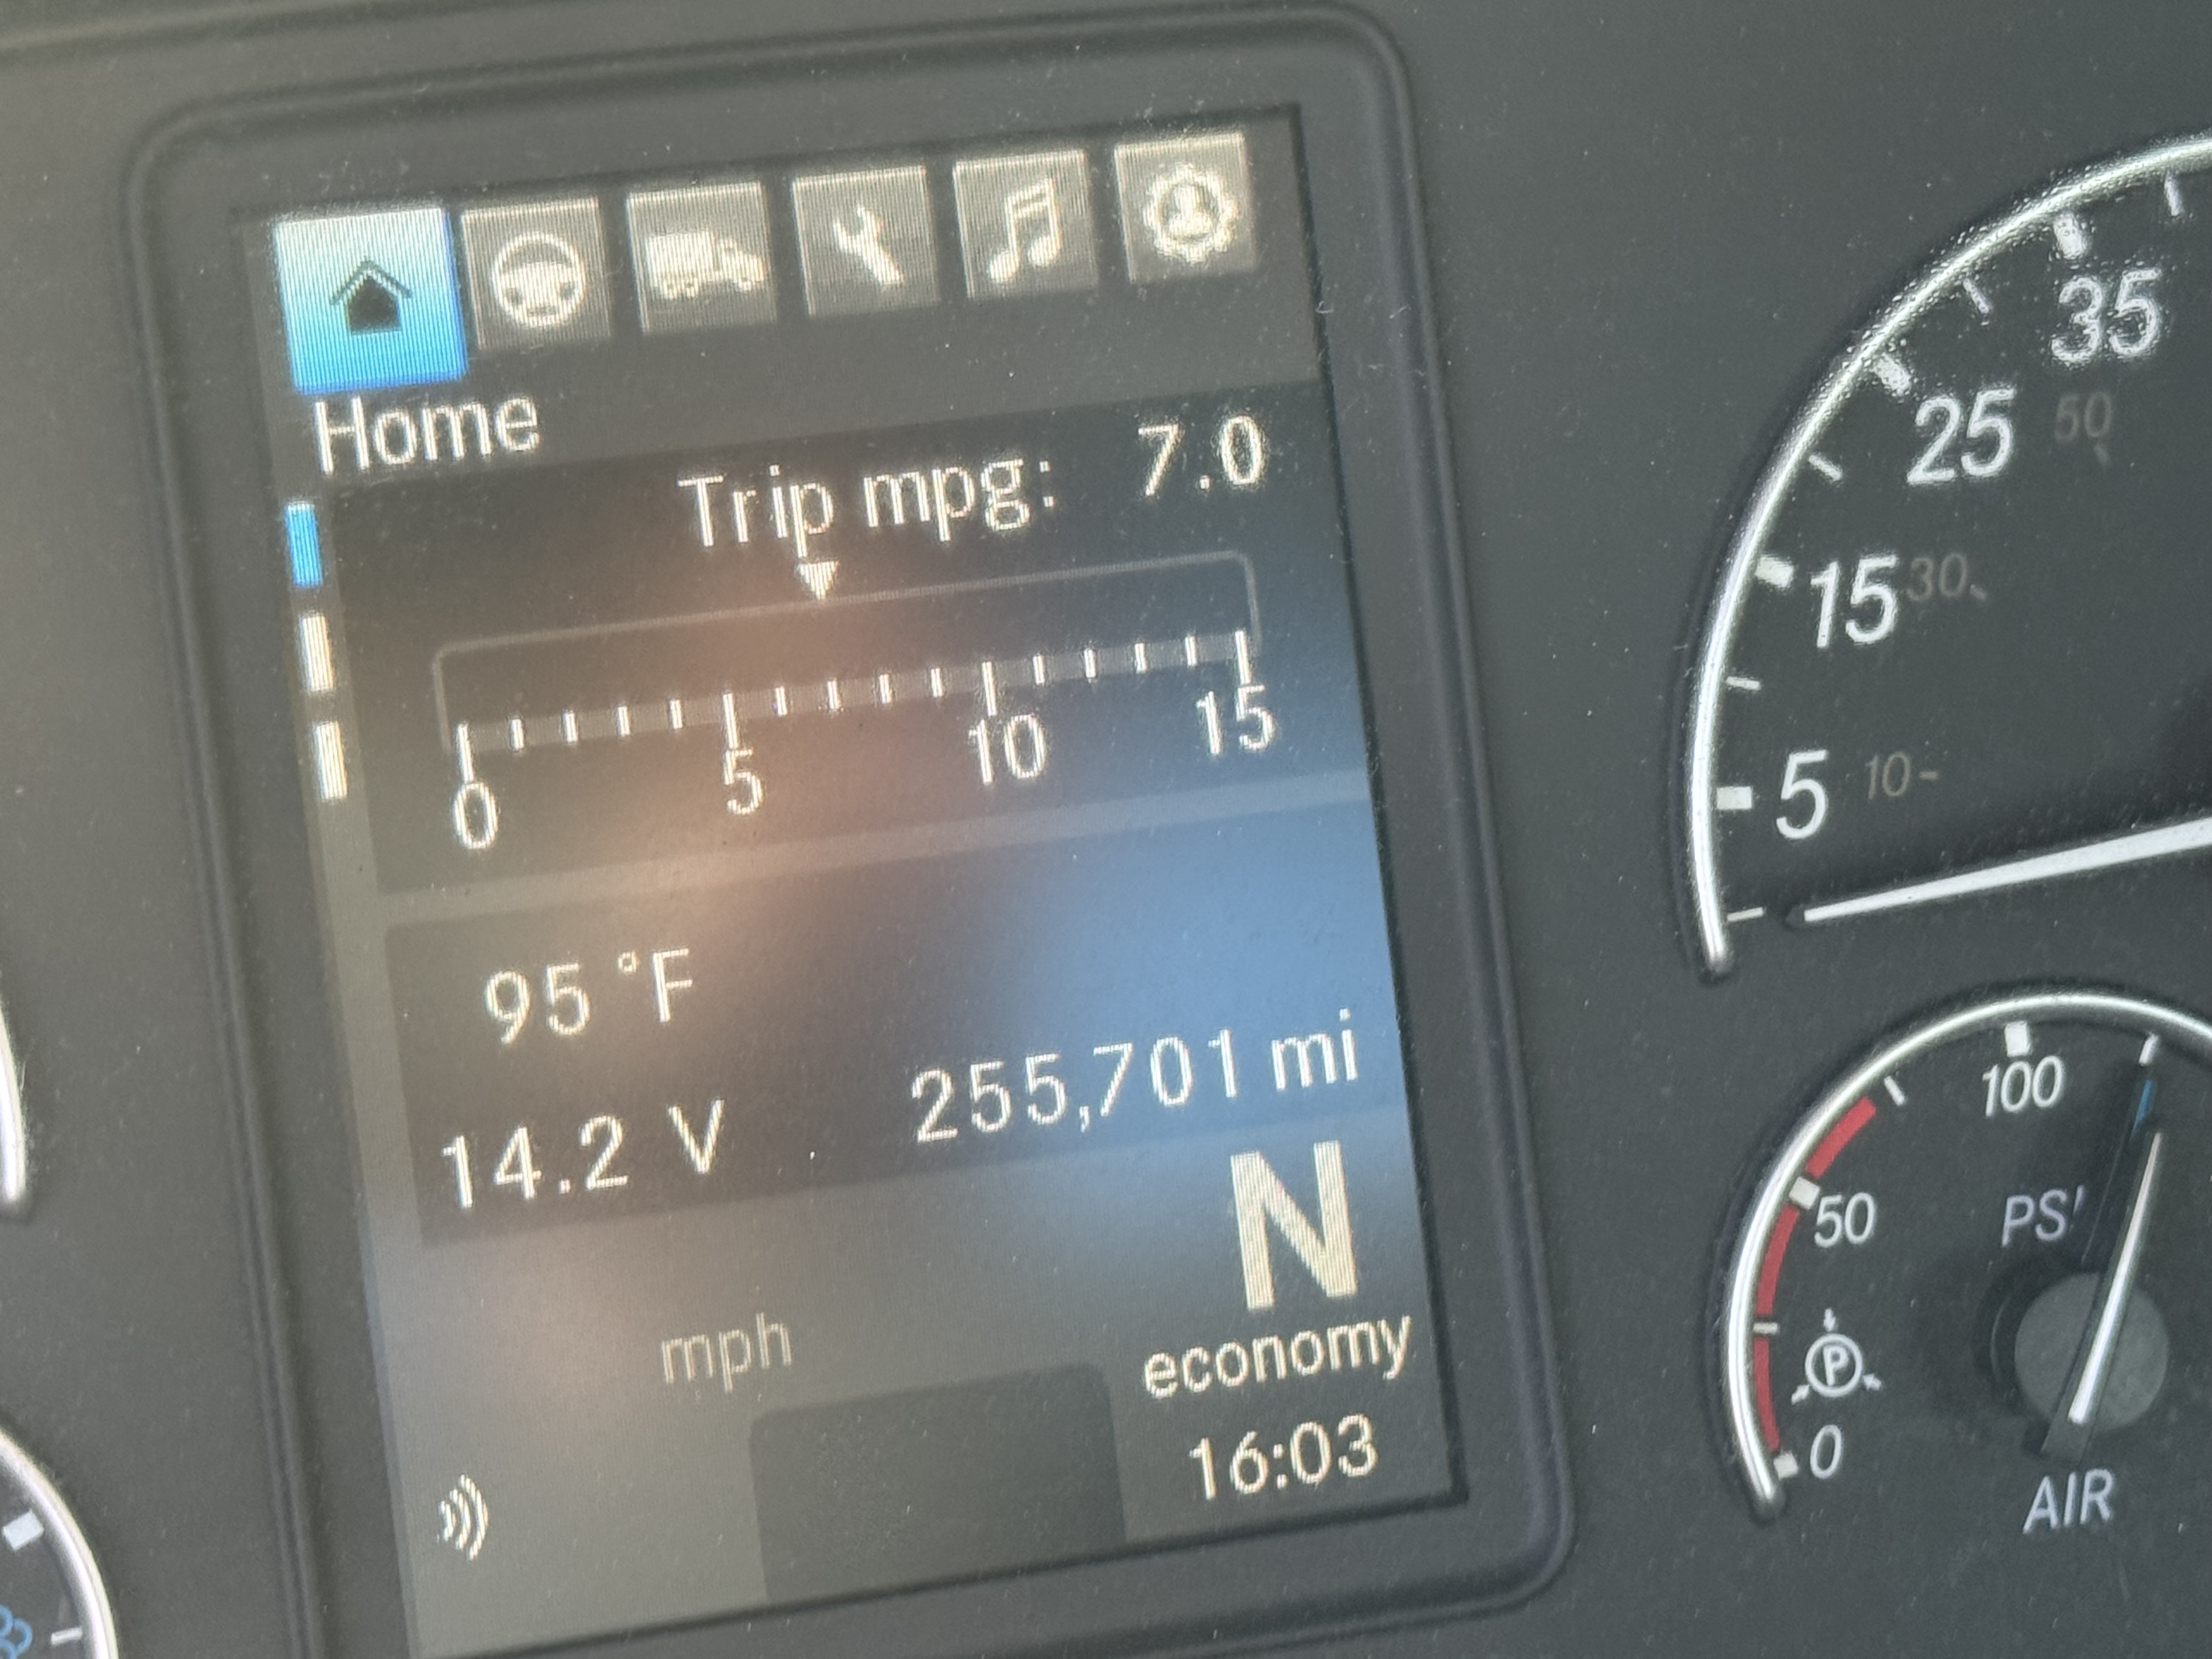 Home
Trip mpg: 7.0
0 5 10 15
95 °F
14.2 V 255,701 mi
N
mph
economy
16:03
35
25 50
15 30
5 10
100
50
PSI
P
0
AIR